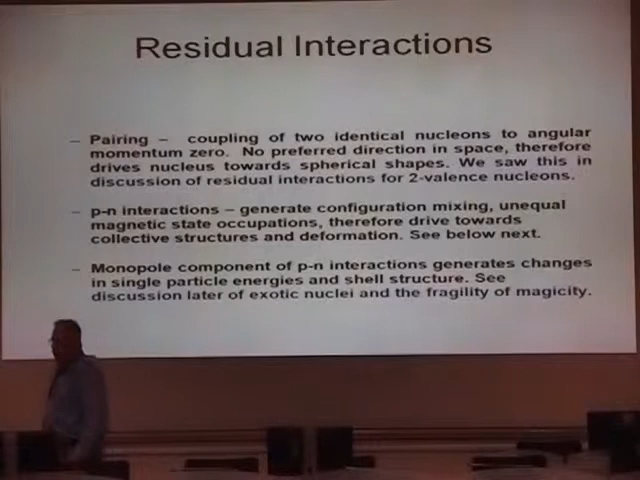 Residual Interactions
– Pairing – coupling of two identical nucleons to angular
momentum zero. No preferred direction in space, therefore
drives nucleus towards spherical shapes. We saw this in
discussion of residual interactions for 2-valence nucleons.
– p-n interactions – generate configuration mixing, unequal
magnetic state occupations, therefore drive towards
collective structures and deformation. See below next.
– Monopole component of p-n interactions generates changes
in single particle energies and shell structure. See
discussion later of exotic nuclei and the fragility of magicity.